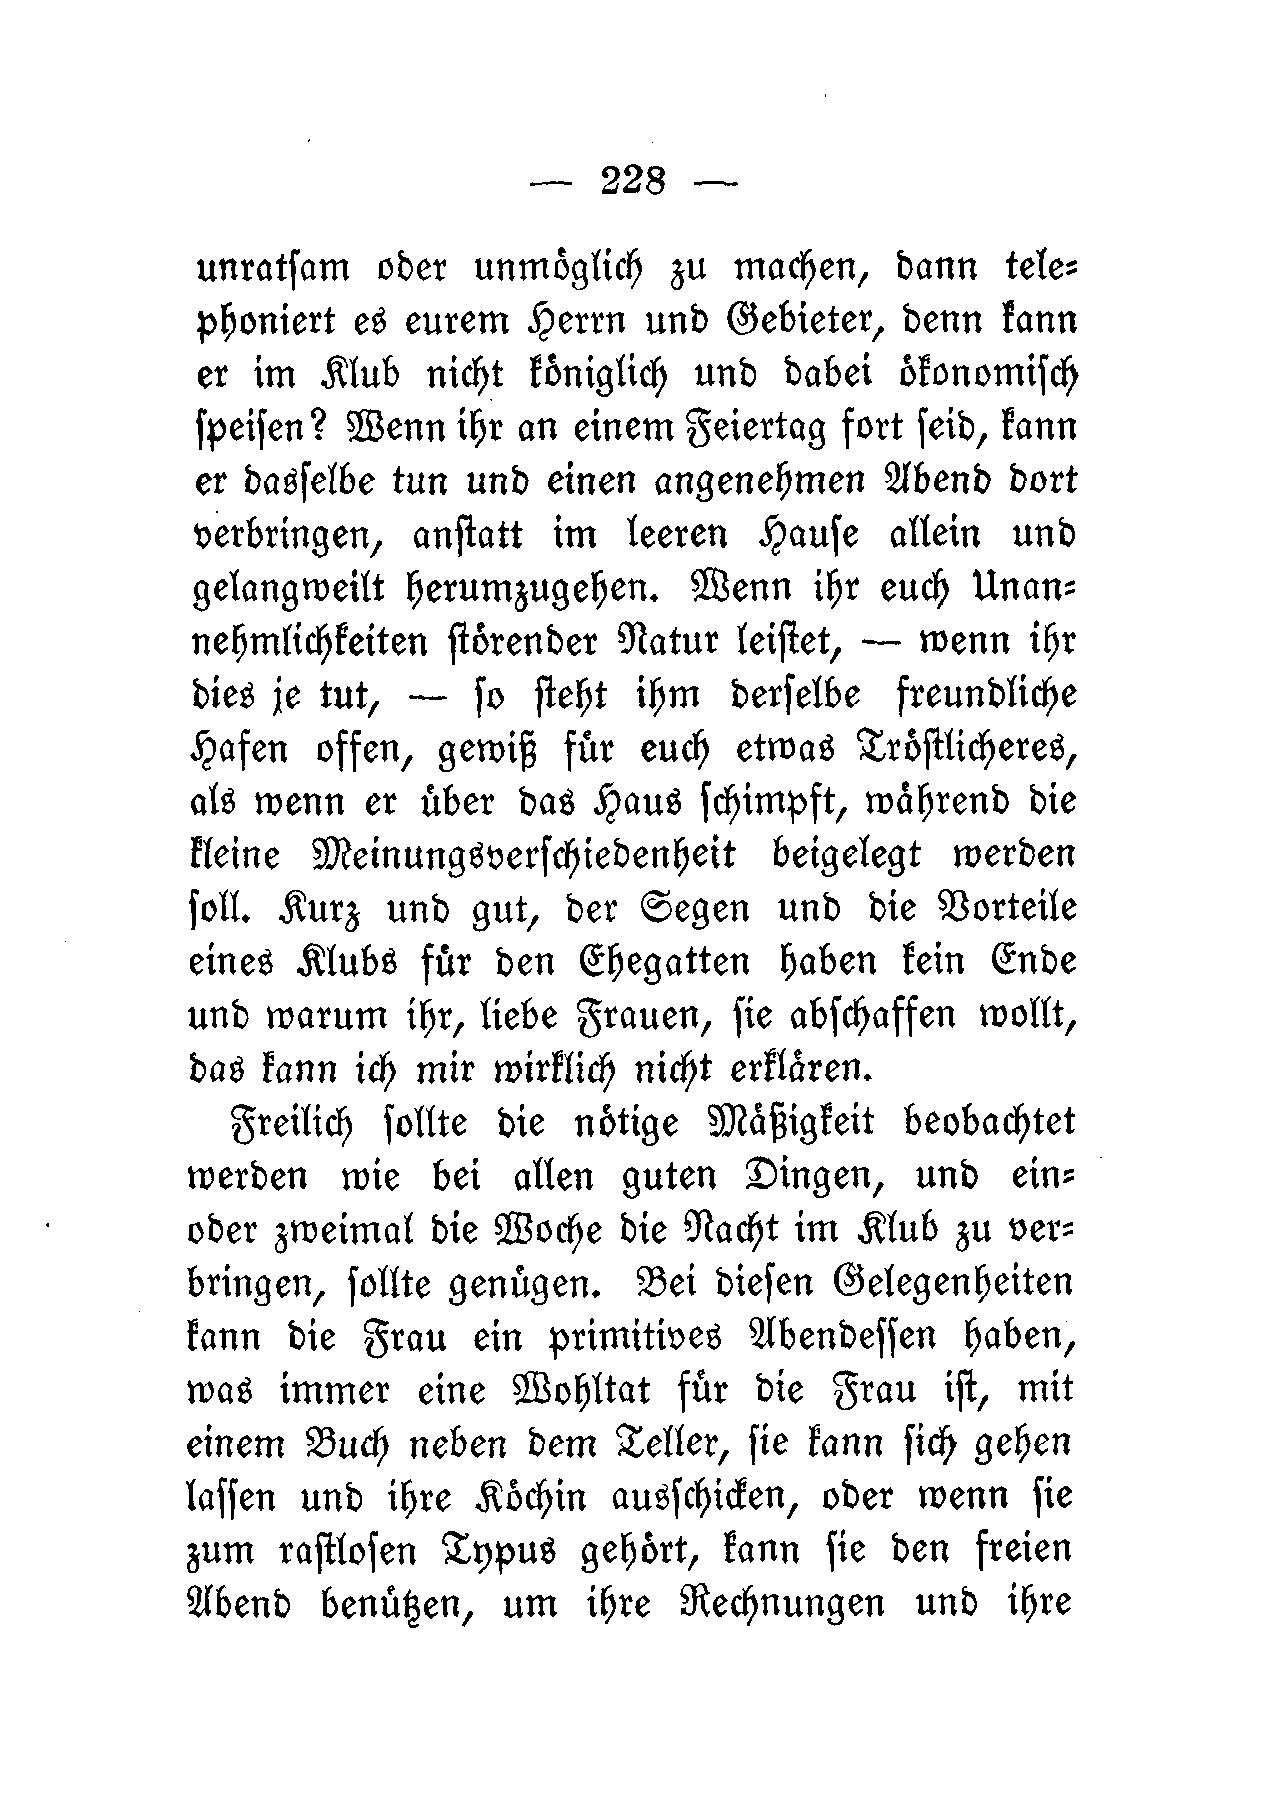 — 228 —
unratsam oder unmöglich zu machen, dann tele-
phoniert es eurem Herrn und Gebieter, denn kann
er im Klub nicht königlich und dabei ökonomisch
speisen? Wenn ihr an einem Feiertag fort seid, kann
er dasselbe tun und einen angenehmen Abend dort
verbringen, anstatt im leeren Hause allein und
gelangweilt herumzugehen. Wenn ihr euch Unan-
nehmlichkeiten störender Natur leistet, — wenn ihr
dies je tut, — so steht ihm derselbe freundliche
Hafen offen, gewiß für euch etwas Tröstlicheres,
als wenn er über das Haus schimpft, während die
kleine Meinungsverschiedenheit beigelegt werden
soll. Kurz und gut, der Segen und die Vorteile
eines Klubs für den Ehegatten haben kein Ende
und warum ihr, liebe Frauen, sie abschaffen wollt,
das kann ich mir wirklich nicht erklären.
Freilich sollte die nötige Mäßigkeit beobachtet
werden wie bei allen guten Dingen, und ein-
oder zweimal die Woche die Nacht im Klub zu ver-
bringen, sollte genügen. Bei diesen Gelegenheiten
kann die Frau ein primitives Abendessen haben,
was immer eine Wohltat für die Frau ist, mit
einem Buch neben dem Teller, sie kann sich gehen
lassen und ihre Köchin ausschicken, oder wenn sie
zum rastlosen Typus gehört, kann sie den freien
Abend benützen, um ihre Rechnungen und ihre